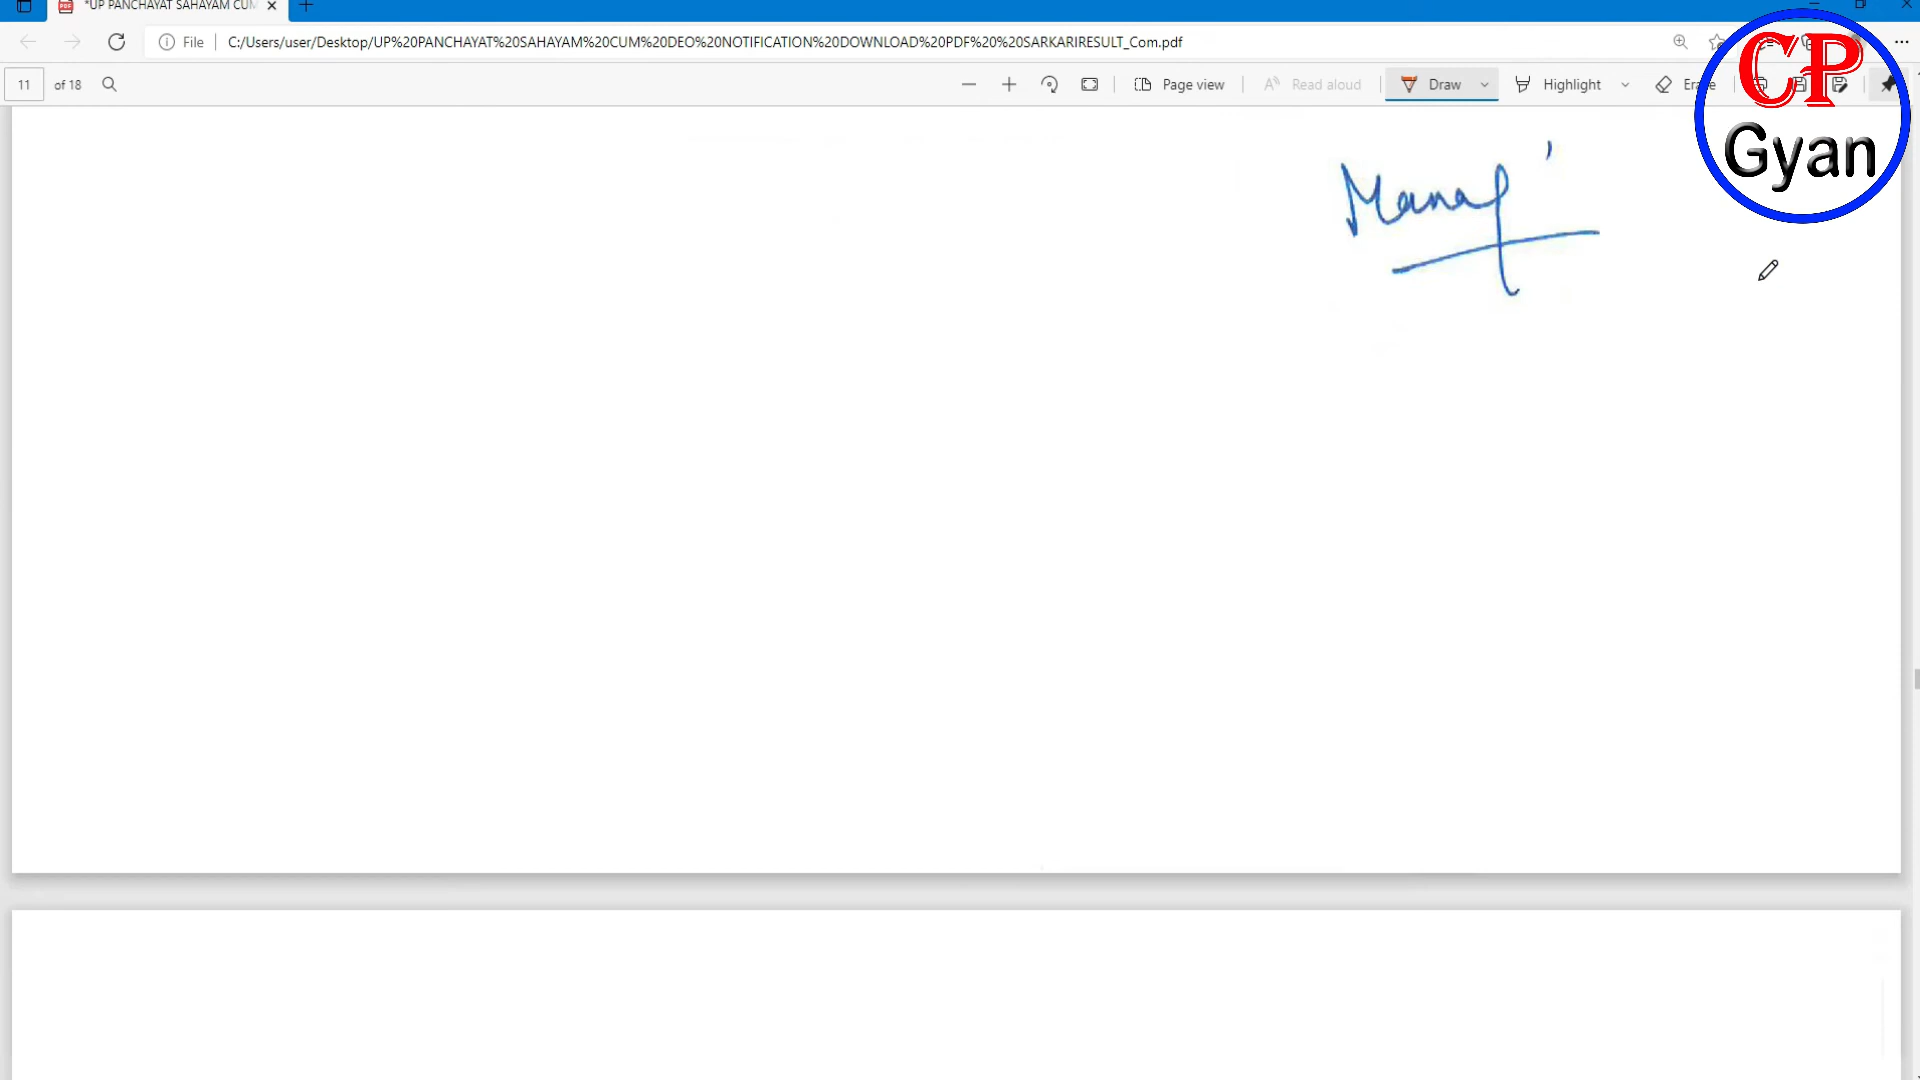 *UP PANCHAYAT SAHAYAM CUM
File C:/Users/user/Desktop/UP%20PANCHAYAT%20SAHAYAM%20CUM%20DEO%20NOTIFICATION%20DOWNLOAD%20PDF%20%20SARKARIRESULT_Com.pdf
11 of 18 Page view Read aloud Draw Highlight
CP
Gyan